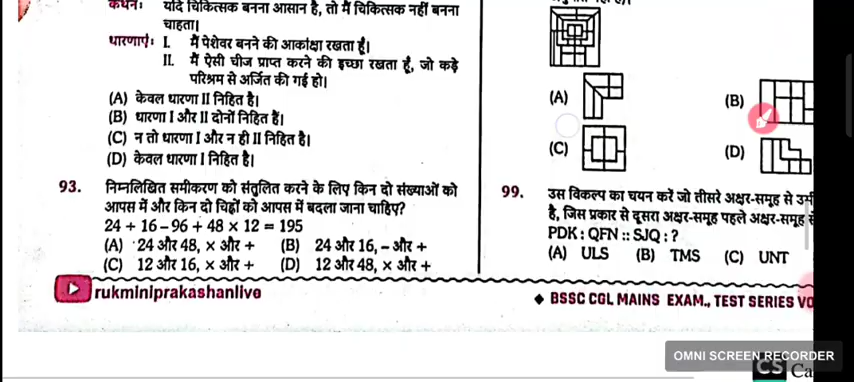 कथन: यदि चिकित्सक बनना आसान है, तो मैं चिकित्सक नहीं बनना
चाहता।
धारणाएं: I. मैं पेशेवर बनने की आकांक्षा रखता हूँ।
II. मैं ऐसी चीज प्राप्त करने की इच्छा रखता हूँ, जो कड़े
परिश्रम से अर्जित की गई हो।
(A) केवल धारणा II निहित है।
(B) धारणा I और II दोनों निहित हैं।
(C) न तो धारणा I और न ही II निहित है।
(D) केवल धारणा I निहित है।
93. निम्नलिखित समीकरण को संतुलित करने के लिए किन दो संख्याओं को
आपस में और किन दो चिह्नों को आपस में बदला जाना चाहिए?
24 + 16 – 96 + 48 × 12 = 195
(A) 24 और 48, × और + (B) 24 और 16, – और +
(C) 12 और 16, × और + (D) 12 और 48, × और +
rukminiprakashanlive
(A) (B)
(C) (D)
99. उस विकल्प का चयन करें जो तीसरे अक्षर-समूह से उसी
है, जिस प्रकार से दूसरा अक्षर-समूह पहले अक्षर-समूह से
PDK : QFN :: SJQ : ?
(A) ULS (B) TMS (C) UNT
◆ BSSC CGL MAINS EXAM., TEST SERIES VO
OMNI SCREEN RECORDER
CS Ca